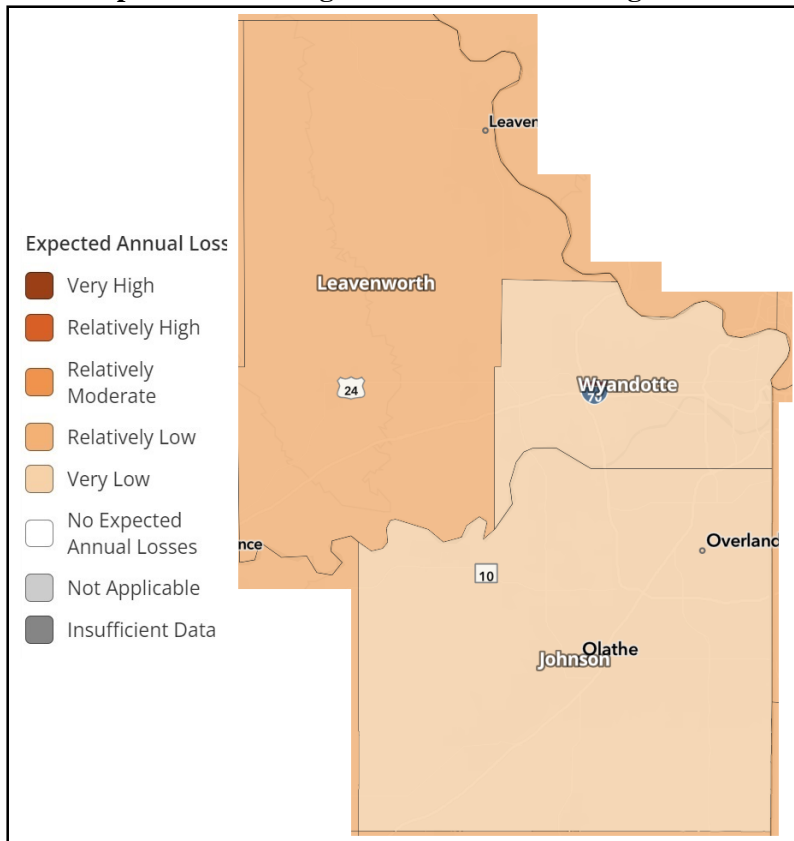 Leaven
Expected Annual Loss
Very High
Leavenworth
Relatively High
Relatively
Moderate
Wyandotte
24
Relatively Low
Very Low
No Expected
Annual Losses
nce
Overland
10
Not Applicable
Insufficient Data
Olathe
Johnson